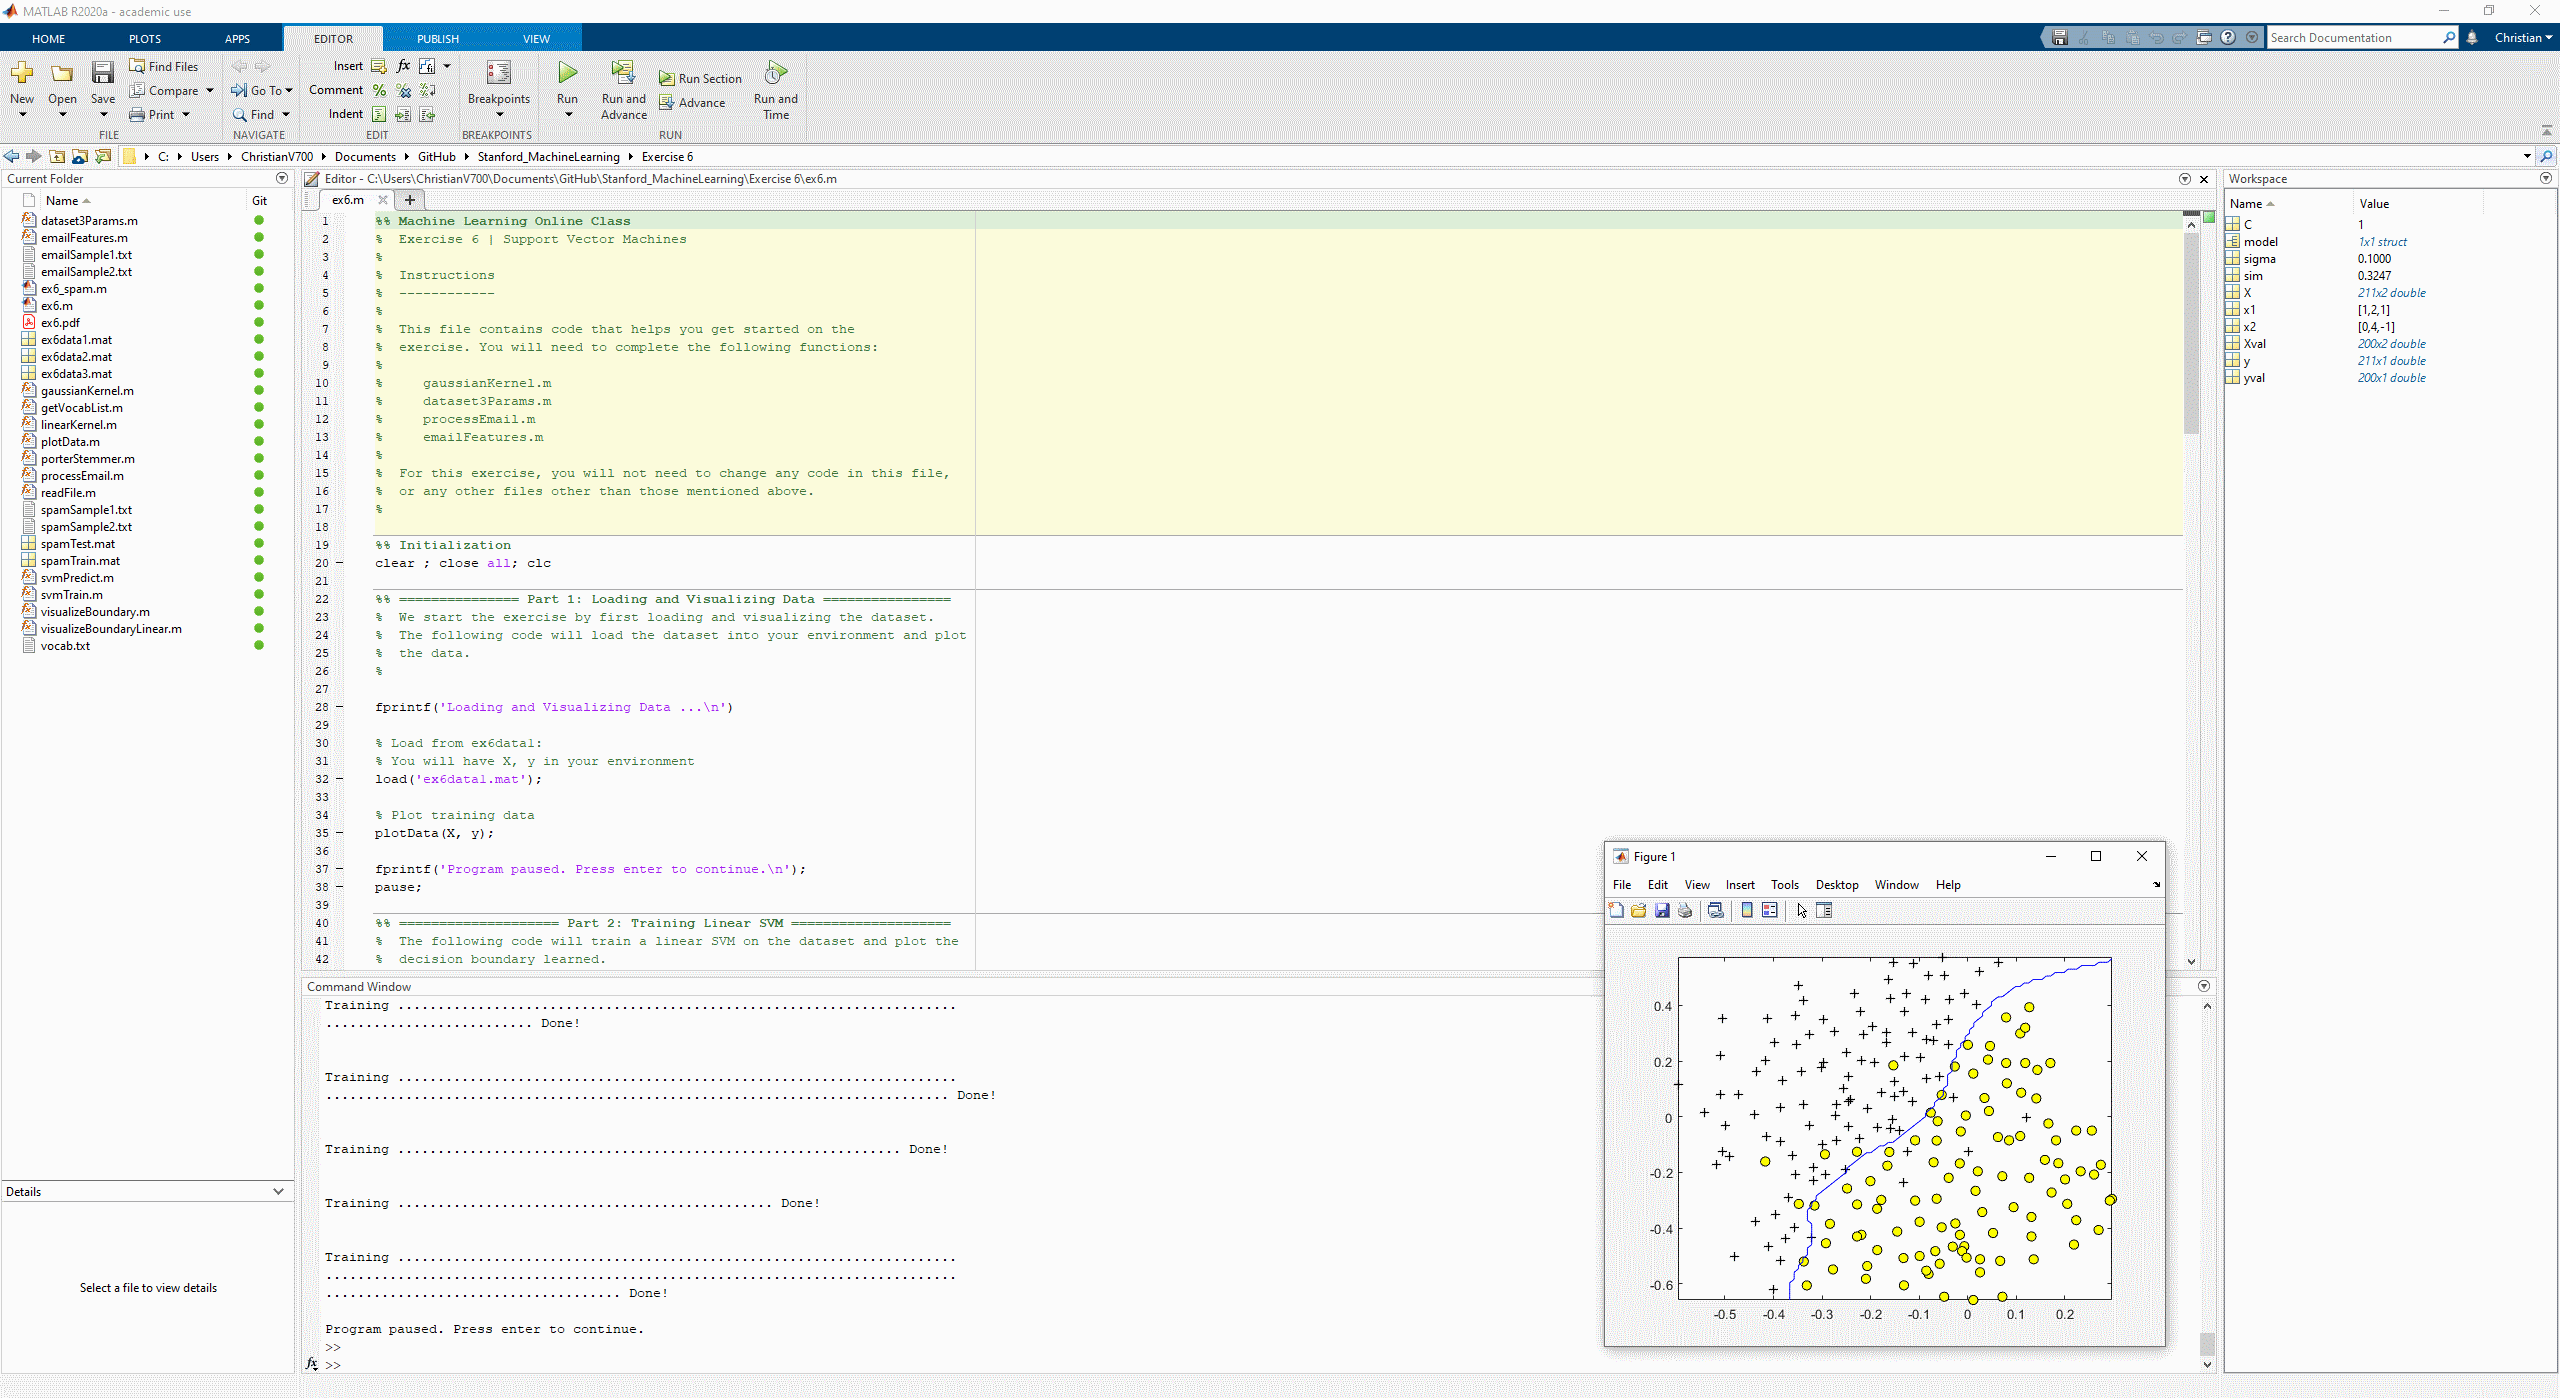 MATLAB R2020a - academic use
HOME PLOTS APPS EDITOR PUBLISH VIEW
Search Documentation
Christian
New Open Save
Find Files
Compare
Print
FILE
Go To
Find
NAVIGATE
Insert
Comment
Indent
EDIT
Breakpoints
BREAKPOINTS
Run
Run and Advance
Run Section
Advance
Run and Time
RUN
C: Users ChristianV700 Documents GitHub Stanford_MachineLearning Exercise 6
Current Folder
Name Git
dataset3Params.m
emailFeatures.m
emailSample1.txt
emailSample2.txt
ex6_spam.m
ex6.m
ex6.pdf
ex6data1.mat
ex6data2.mat
ex6data3.mat
gaussianKernel.m
getVocabList.m
linearKernel.m
plotData.m
porterStemmer.m
processEmail.m
readFile.m
spamSample1.txt
spamSample2.txt
spamTest.mat
spamTrain.mat
svmPredict.m
svmTrain.m
visualizeBoundary.m
visualizeBoundaryLinear.m
vocab.txt
Details
Select a file to view details
Editor - C:\Users\ChristianV700\Documents\GitHub\Stanford_MachineLearning\Exercise 6\ex6.m
ex6.m
1 %% Machine Learning Online Class
2 %  Exercise 6 | Support Vector Machines
3 %
4 %  Instructions
5 %  ------------
6 %
7 %  This file contains code that helps you get started on the
8 %  exercise. You will need to complete the following functions:
9 %
10 %     gaussianKernel.m
11 %     dataset3Params.m
12 %     processEmail.m
13 %     emailFeatures.m
14 %
15 %  For this exercise, you will not need to change any code in this file,
16 %  or any other files other than those mentioned above.
17 %
18
19 %% Initialization
20 – clear ; close all; clc
21
22 %% =============== Part 1: Loading and Visualizing Data ================
23 %  We start the exercise by first loading and visualizing the dataset.
24 %  The following code will load the dataset into your environment and plot
25 %  the data.
26 %
27
28 – fprintf('Loading and Visualizing Data ...\n')
29
30 % Load from ex6data1:
31 % You will have X, y in your environment
32 – load('ex6data1.mat');
33
34 % Plot training data
35 – plotData(X, y);
36
37 – fprintf('Program paused. Press enter to continue.\n');
38 – pause;
39
40 %% ==================== Part 2: Training Linear SVM ====================
41 %  The following code will train a linear SVM on the dataset and plot the
42 %  decision boundary learned.
Command Window
Training ......................................................................
.......................... Done!
Training ......................................................................
.............................................................................. Done!
Training ............................................................... Done!
Training ............................................... Done!
Training ......................................................................
...............................................................................
..................................... Done!
Program paused. Press enter to continue.
>>
fx >>
Workspace
Name Value
C 1
model 1x1 struct
sigma 0.1000
sim 0.3247
X 211x2 double
x1 [1,2,1]
x2 [0,4,-1]
Xval 200x2 double
y 211x1 double
yval 200x1 double
Figure 1
File Edit View Insert Tools Desktop Window Help
0.4
0.2
0
-0.2
-0.4
-0.6
-0.5 -0.4 -0.3 -0.2 -0.1 0 0.1 0.2